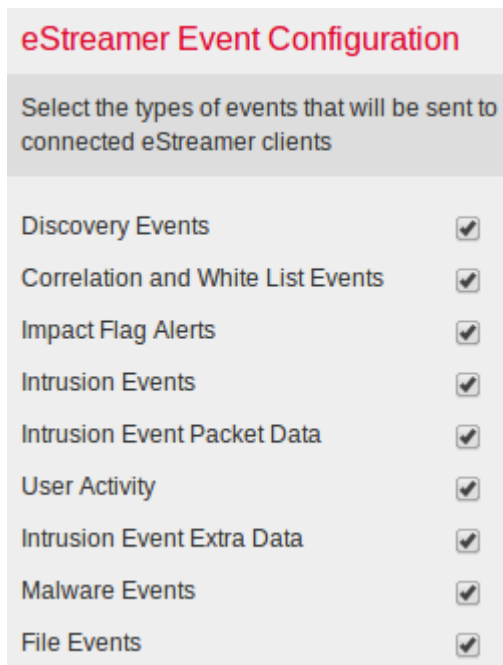 eStreamer Event Configuration
Select the types of events that will be sent to
connected eStreamer clients
Discovery Events
Correlation and White List Events
Impact Flag Alerts
Intrusion Events
Intrusion Event Packet Data
User Activity
Intrusion Event Extra Data
Malware Events
File Events